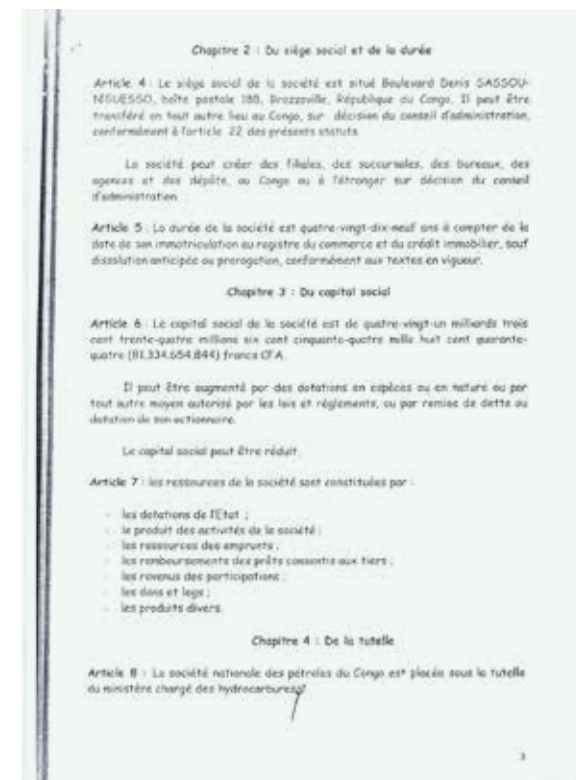 Chapitre 2 : Du siège social et de la durée
Article 4 : Le siège social de la société est situé Boulevard Denis SASSOU-
NGUESSO, boîte postale 188, Brazzaville, République du Congo. Il peut être
transféré en tout autre lieu au Congo, sur décision du conseil d'administration,
conformément à l'article 22 des présents statuts.
La société peut créer des filiales, des succursales, des bureaux, des
agences et des dépôts, au Congo ou à l'étranger sur décision du conseil
d'administration
Article 5 : La durée de la société est quatre-vingt-dix-neuf ans à compter de la
date de son immatriculation au registre du commerce et du crédit immobilier, sauf
dissolution anticipée ou prorogation, conformément aux textes en vigueur.
Chapitre 3 : Du capital social
Article 6 : Le capital social de la société est de quatre-vingt-un milliards trois
cent trente-quatre millions six cent cinquante-quatre mille huit cent quarante-
quatre (81.334.654.844) francs CFA.
Il peut être augmenté par des dotations en espèces ou en nature ou par
tout autre moyen autorisé par les lois et règlements, ou par remise de dette ou
dotation de son actionnaire.
Le capital social peut être réduit.
Article 7 : les ressources de la société sont constituées par :
- les dotations de l'Etat ;
- le produit des activités de la société ;
- les ressources des emprunts ;
- les remboursements des prêts consentis aux tiers ;
- les revenus des participations ;
- les dons et legs ;
- les produits divers.
Chapitre 4 : De la tutelle
Article 8 : La société nationale des pétroles du Congo est placée sous la tutelle
du ministère chargé des hydrocarbures.
3